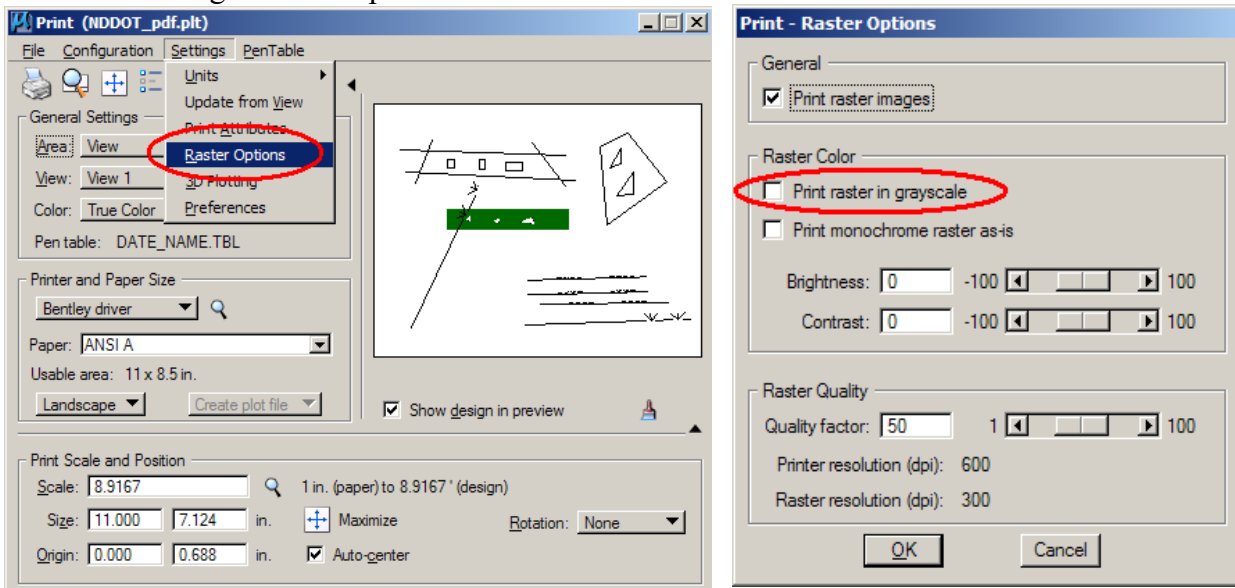 Print (NDDOT_pdf.plt)
File Configuration Settings PenTable
Units
Update from View
Print Attributes
Raster Options
3D Plotting
Preferences
General Settings
Area: View
View: View 1
Color: True Color
Pen table: DATE_NAME.TBL
Printer and Paper Size
Bentley driver
Paper: ANSI A
Usable area: 11 x 8.5 in.
Landscape Create plot file
Show design in preview
Print Scale and Position
Scale: 8.9167 1 in. (paper) to 8.9167 ' (design)
Size: 11.000 7.124 in. Maximize Rotation: None
Origin: 0.000 0.688 in. Auto-center
Print - Raster Options
General
Print raster images
Raster Color
Print raster in grayscale
Print monochrome raster as-is
Brightness: 0 -100 100
Contrast: 0 -100 100
Raster Quality
Quality factor: 50 1 100
Printer resolution (dpi): 600
Raster resolution (dpi): 300
OK Cancel